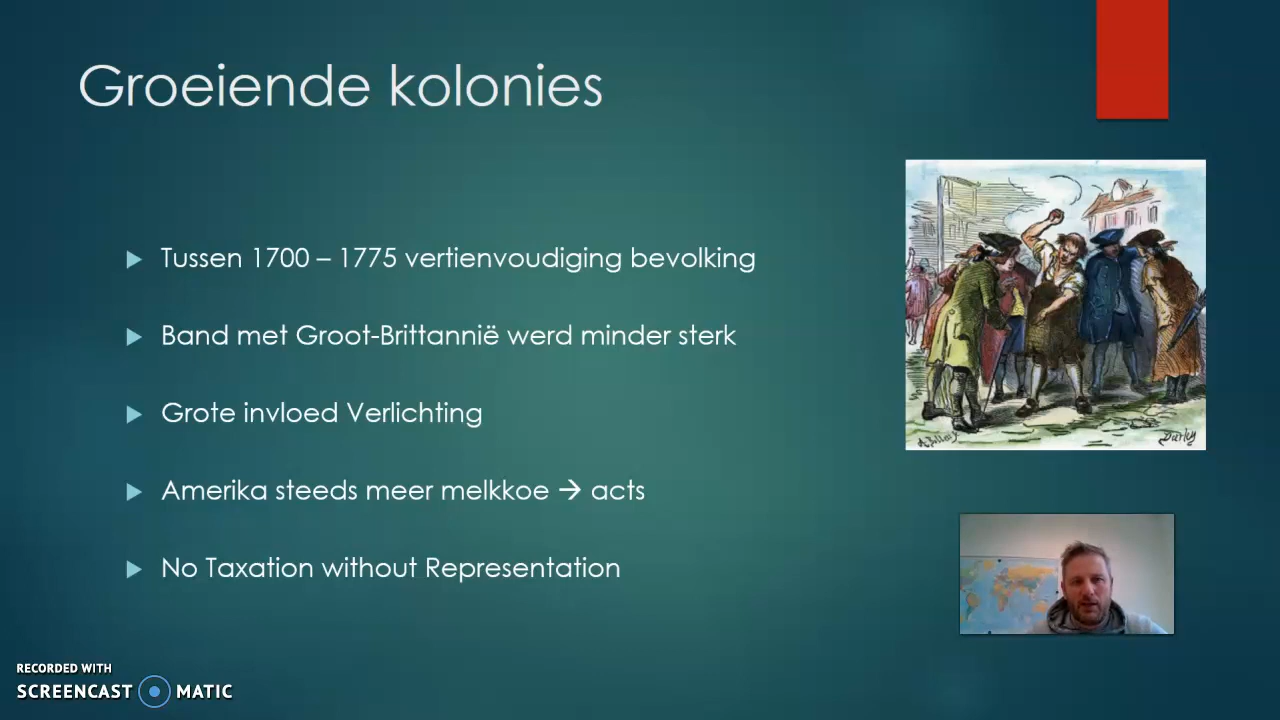 Groeiende kolonies
Tussen 1700 – 1775 vertienvoudiging bevolking
Band met Groot-Brittannië werd minder sterk
Grote invloed Verlichting
Amerika steeds meer melkkoe → acts
No Taxation without Representation
Darley
RECORDED WITH
SCREENCAST MATIC